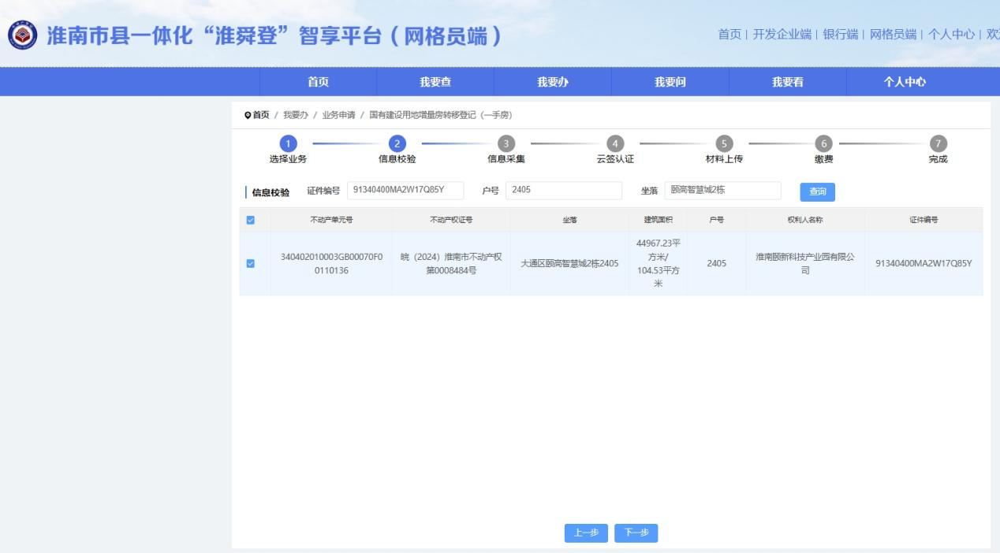 淮南市县一体化“淮舜登”智享平台（网格员端）
首页 | 开发企业端 | 银行端 | 网格员端 | 个人中心 |
首页 我要查 我要办 我要问 我要看 个人中心
首页 / 我要办 / 业务申请 / 国有建设用地增量房转移登记（一手房）
1 2 3 4 5 6 7
选择业务 信息校验 信息采集 云签认证 材料上传 缴费 完成
信息校验 证件编号 91340400MA2W17Q85Y 户号 2405 坐落 颐高智慧城2栋 查询
不动产单元号 不动产权证号 坐落 建筑面积 户号 权利人名称 证件编号
340402010003GB00070F0
0110136
皖（2024）淮南市不动产权
第0008484号
大通区颐高智慧城2栋2405
44967.23平
方米/
104.53平方
米
2405
淮南颐新科技产业园有限公
司
91340400MA2W17Q85Y
上一步 下一步